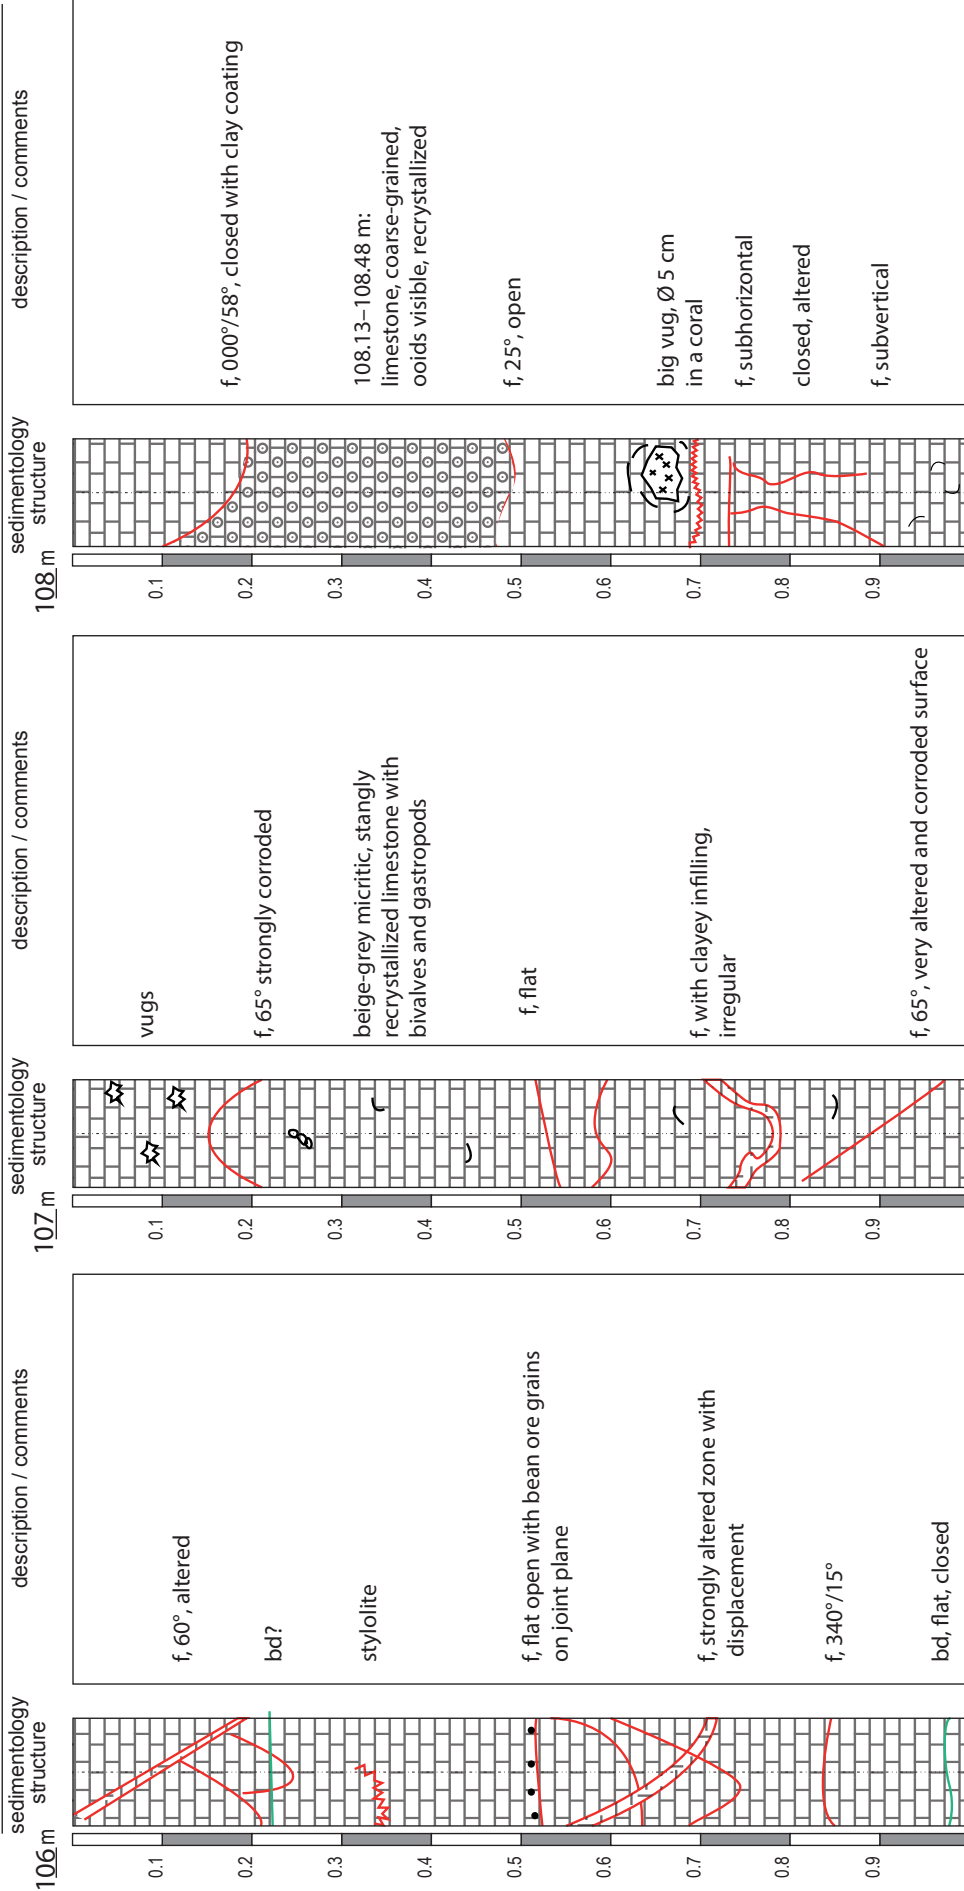 106 m
sedimentology
structure
description / comments
0.1
0.2
0.3
0.4
0.5
0.6
0.7
0.8
0.9
f, 60°, altered
bd?
stylolite
f, flat open with bean ore grains
on joint plane
f, strongly altered zone with
displacement
f, 340°/15°
bd, flat, closed
107 m
sedimentology
structure
description / comments
0.1
0.2
0.3
0.4
0.5
0.6
0.7
0.8
0.9
vugs
f, 65° strongly corroded
beige-grey micritic, stangly
recrystallized limestone with
bivalves and gastropods
f, flat
f, with clayey infilling,
irregular
f, 65°, very altered and corroded surface
108 m
sedimentology
structure
description / comments
0.1
0.2
0.3
0.4
0.5
0.6
0.7
0.8
0.9
f, 000°/58°, closed with clay coating
108.13–108.48 m:
limestone, coarse-grained,
ooids visible, recrystallized
f, 25°, open
big vug, Ø 5 cm
in a coral
f, subhorizontal
closed, altered
f, subvertical